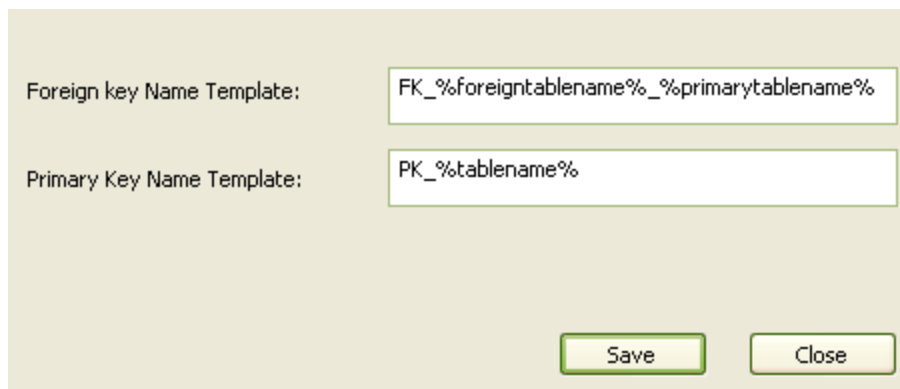 Foreign key Name Template:
FK_%foreigntablename%_%primarytablename%
Primary Key Name Template:
PK_%tablename%
Save
Close